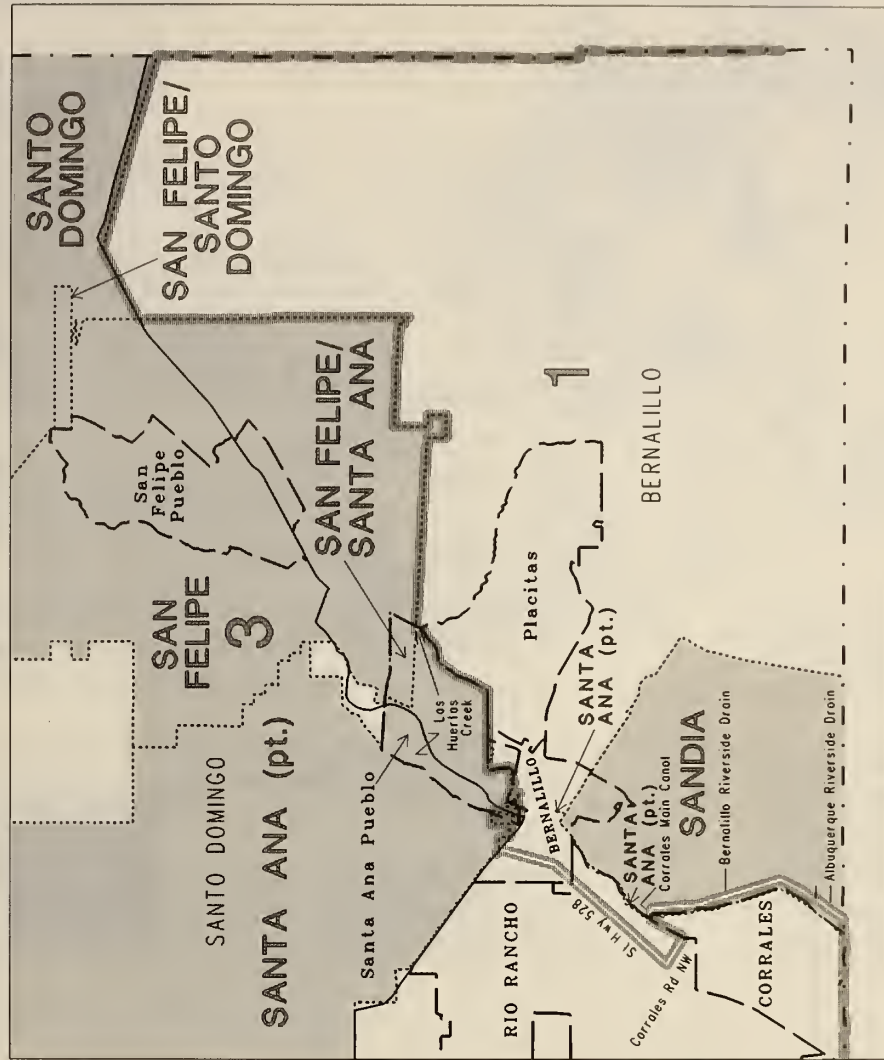 SANTO
DOMINGO
SAN FELIPE/
SANTO
DOMINGO
San
Felipe
Pueblo
SAN FELIPE/
SANTA ANA
SAN
FELIPE
3
1
BERNALILLO
Placitas
SANTA
ANA (pt.)
Las
Huertas
Creek
SANTO DOMINGO
SANTA ANA (pt.)
Santa Ana Pueblo
BERNALILLO
SANTA
ANA (pt.)
Corrales Main Canal
SANDIA
Bernalillo Riverside Drain
Albuquerque Riverside Drain
St Hwy 528
RIO RANCHO
Corrales Rd NW
CORRALES